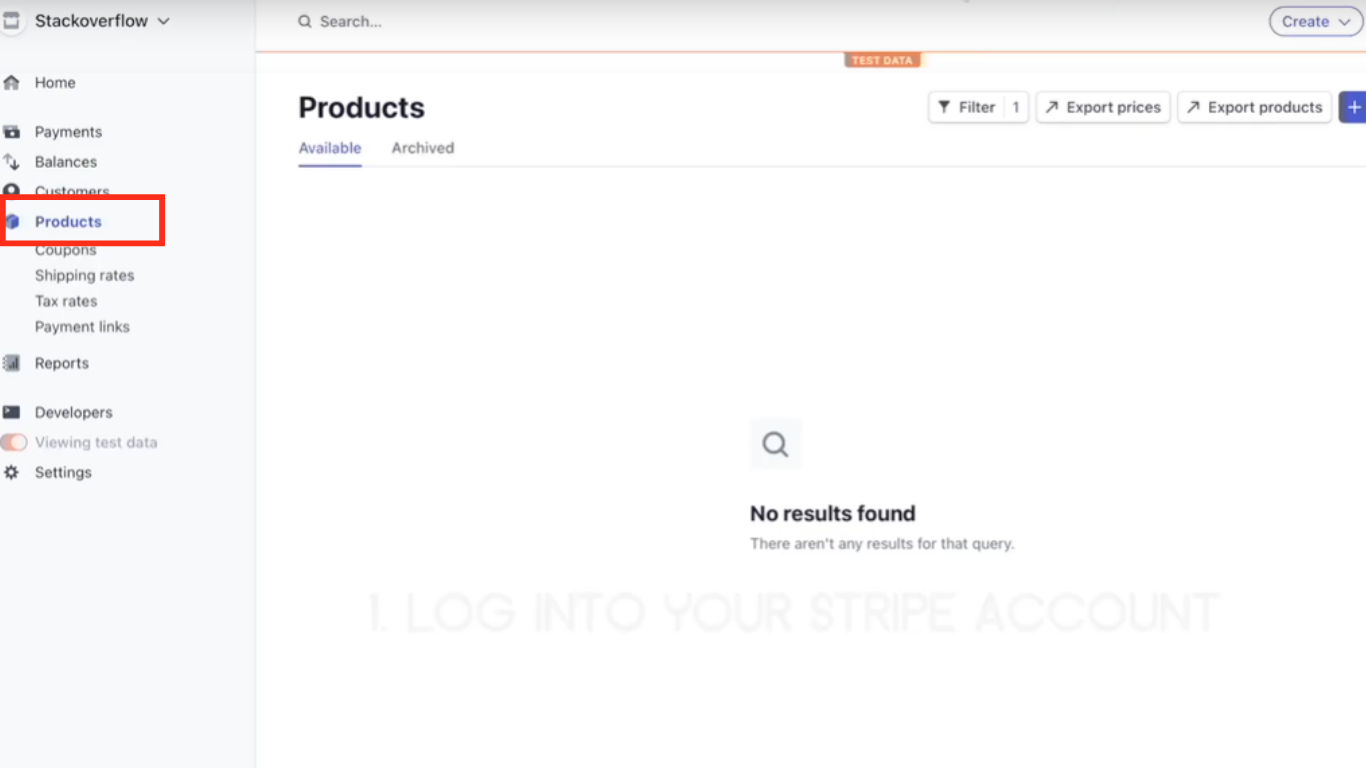 Stackoverflow
Search...
Create
TEST DATA
Home
Payments
Balances
Customers
Products
Coupons
Shipping rates
Tax rates
Payment links
Reports
Developers
Viewing test data
Settings
Products
Filter 1
Export prices
Export products
+
Available
Archived
No results found
There aren't any results for that query.
1. LOG INTO YOUR STRIPE ACCOUNT